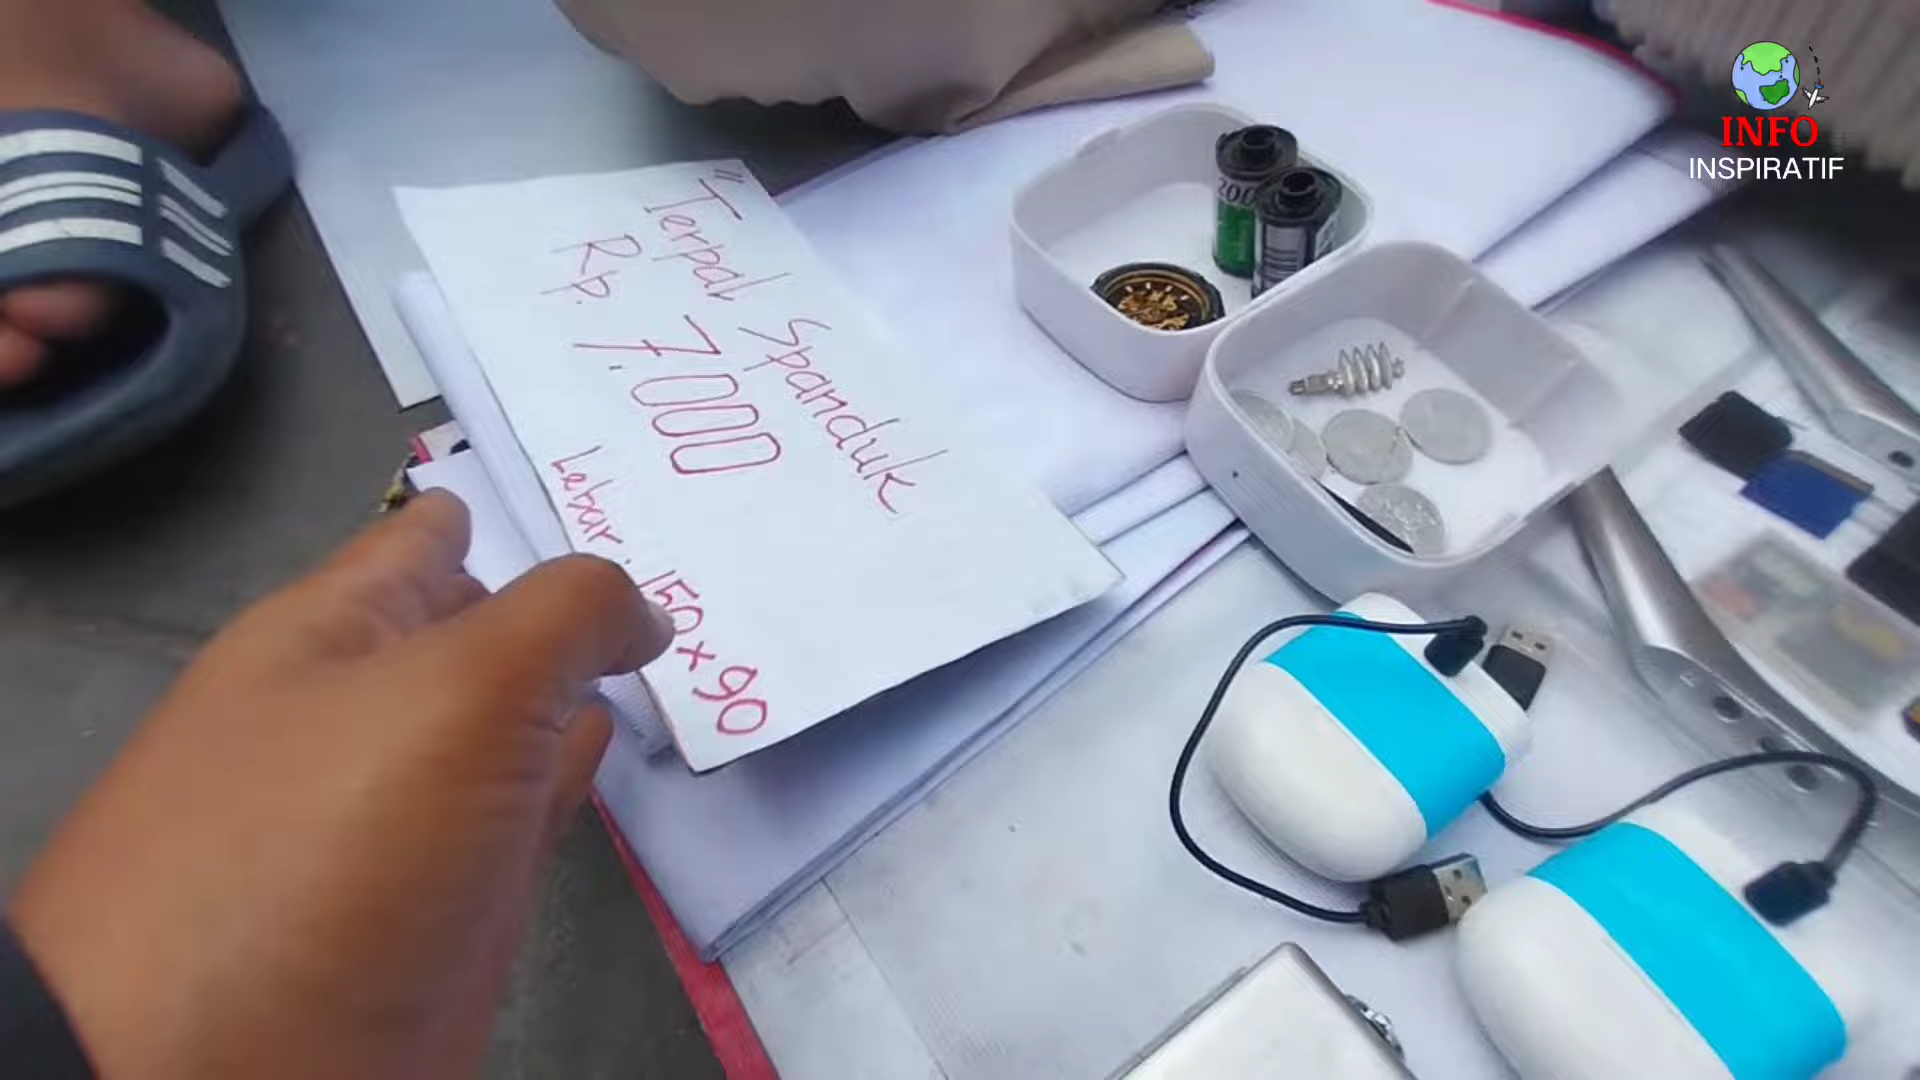 "Terpal Spanduk
Rp. 7.000
Lebar: 150 x 90
200
INFO
INSPIRATIF